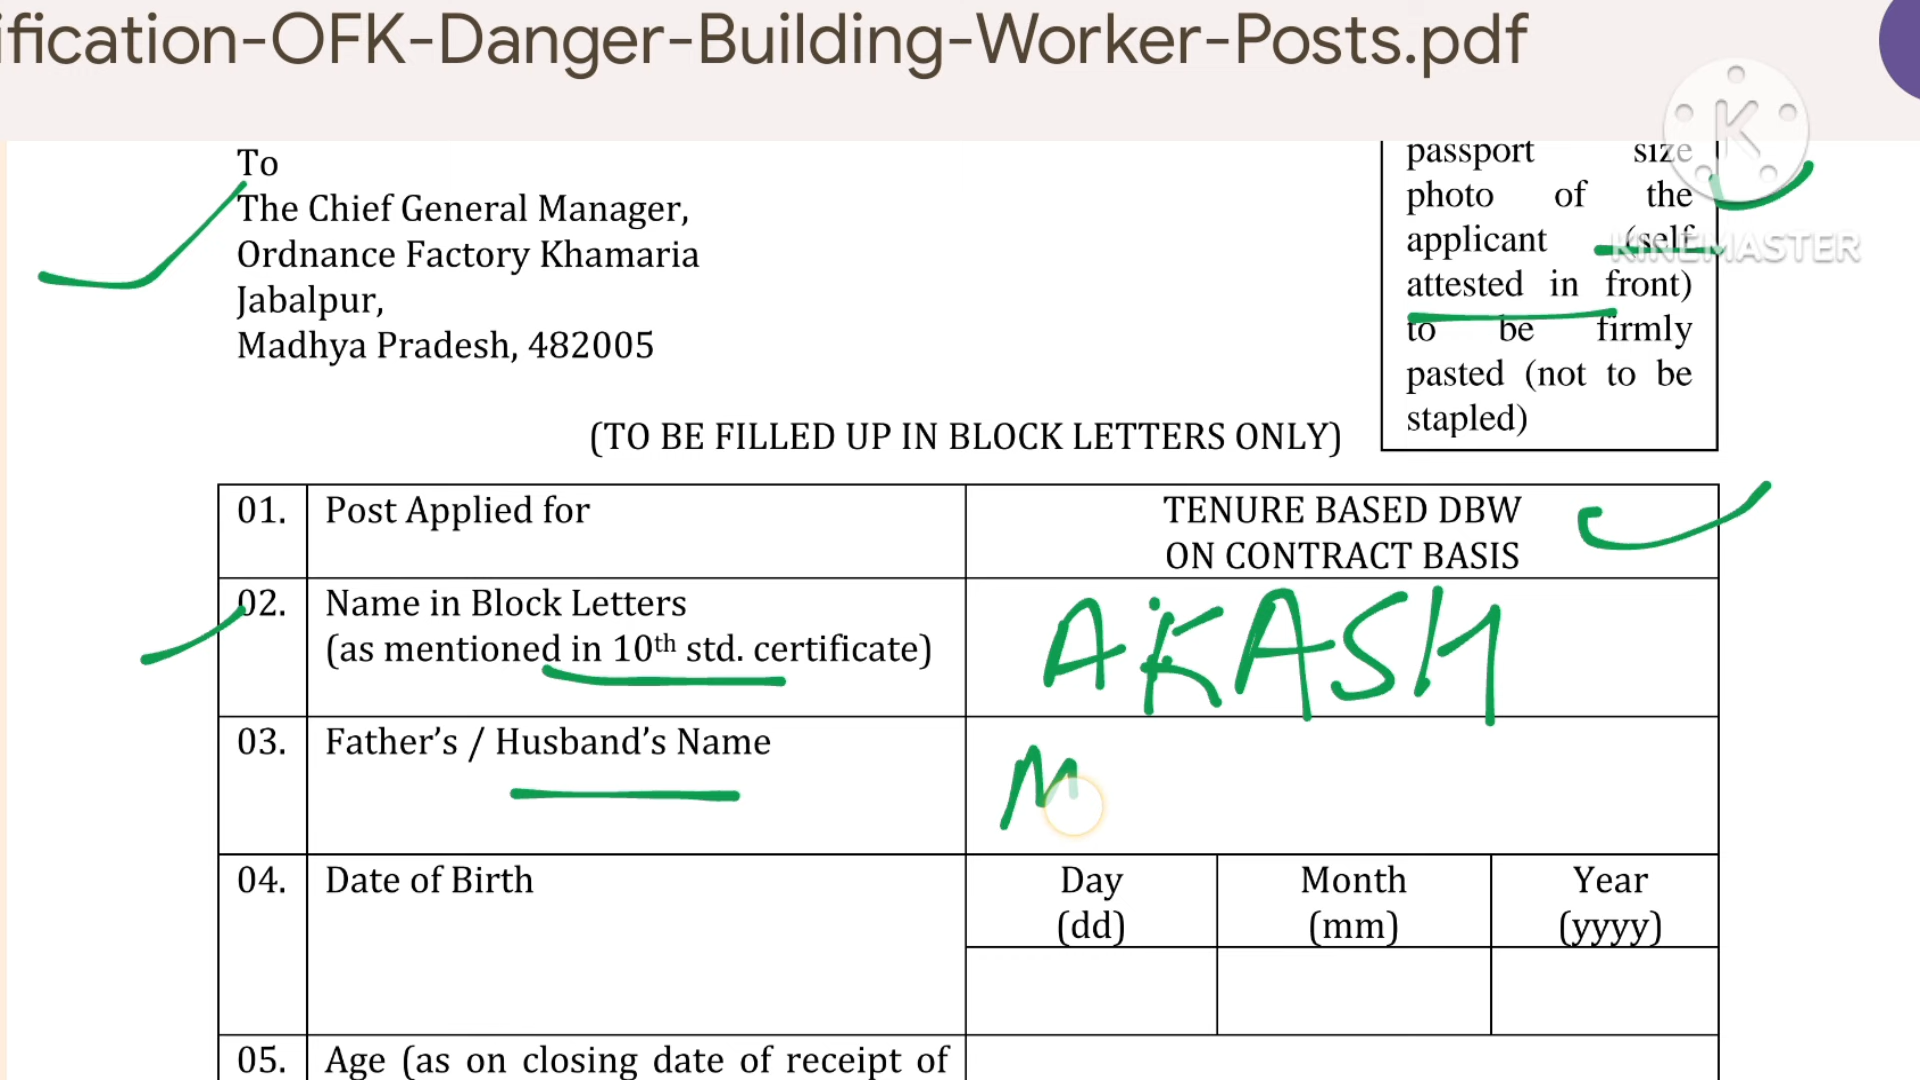 ification-OFK-Danger-Building-Worker-Posts.pdf
K
KINEMASTER
To
The Chief General Manager,
Ordnance Factory Khamaria
Jabalpur,
Madhya Pradesh, 482005
passport size
photo of the
applicant (self
attested in front)
to be firmly
pasted (not to be
stapled)
(TO BE FILLED UP IN BLOCK LETTERS ONLY)
01. Post Applied for TENURE BASED DBW
ON CONTRACT BASIS
02. Name in Block Letters
(as mentioned in 10th std. certificate)
AKASH
03. Father's / Husband's Name
M
04. Date of Birth
Day Month Year
(dd) (mm) (yyyy)
05. Age (as on closing date of receipt of